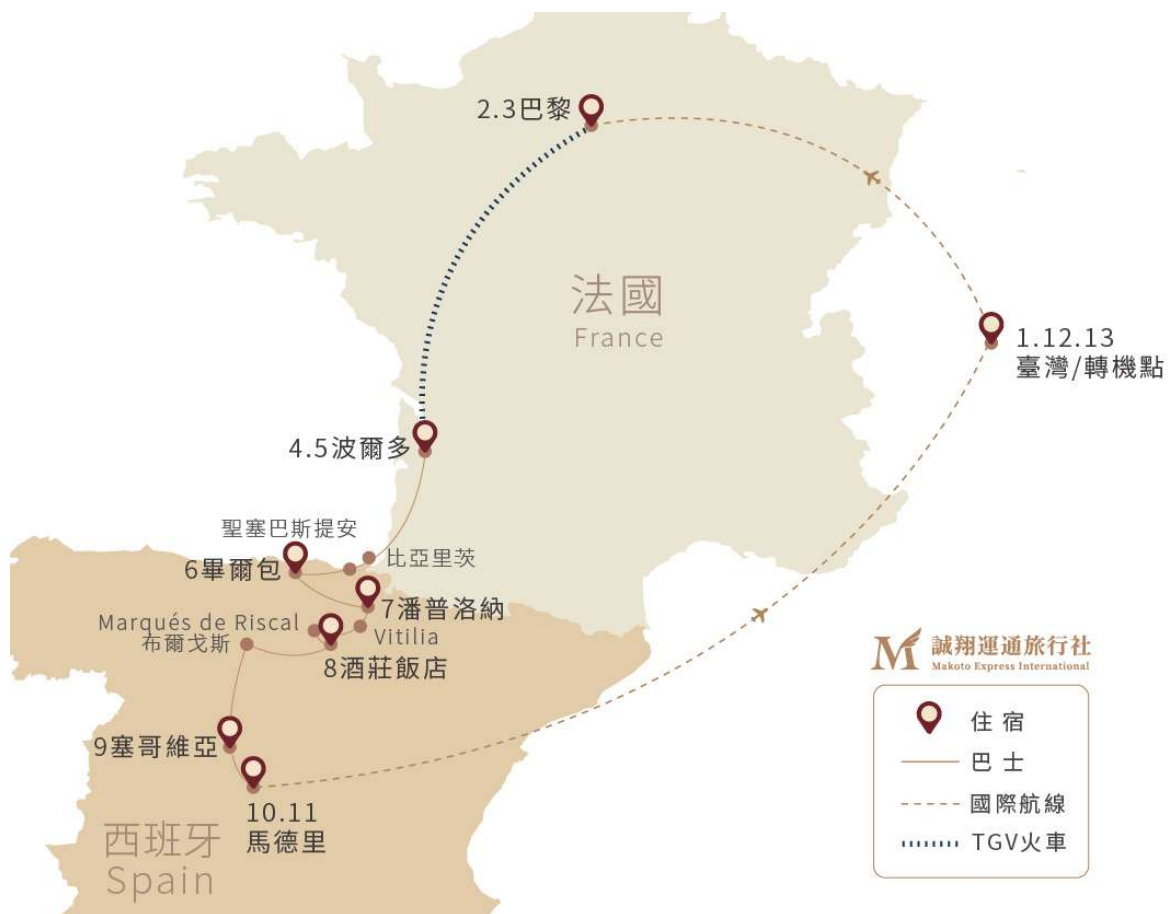 2.3巴黎
法國
France
1.12.13
臺灣/轉機點
4.5波爾多
聖塞巴斯提安
比亞里茨
6畢爾包
7潘普洛納
Marqués de Riscal
Vitilia
布爾戈斯
8酒莊飯店
9塞哥維亞
10.11
馬德里
西班牙
Spain
誠翔運通旅行社
Makoto Express International
住宿
巴士
國際航線
TGV火車